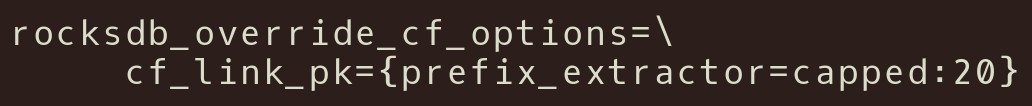 rocksdb_override_cf_options=\
cf_link_pk={prefix_extractor=capped:20}